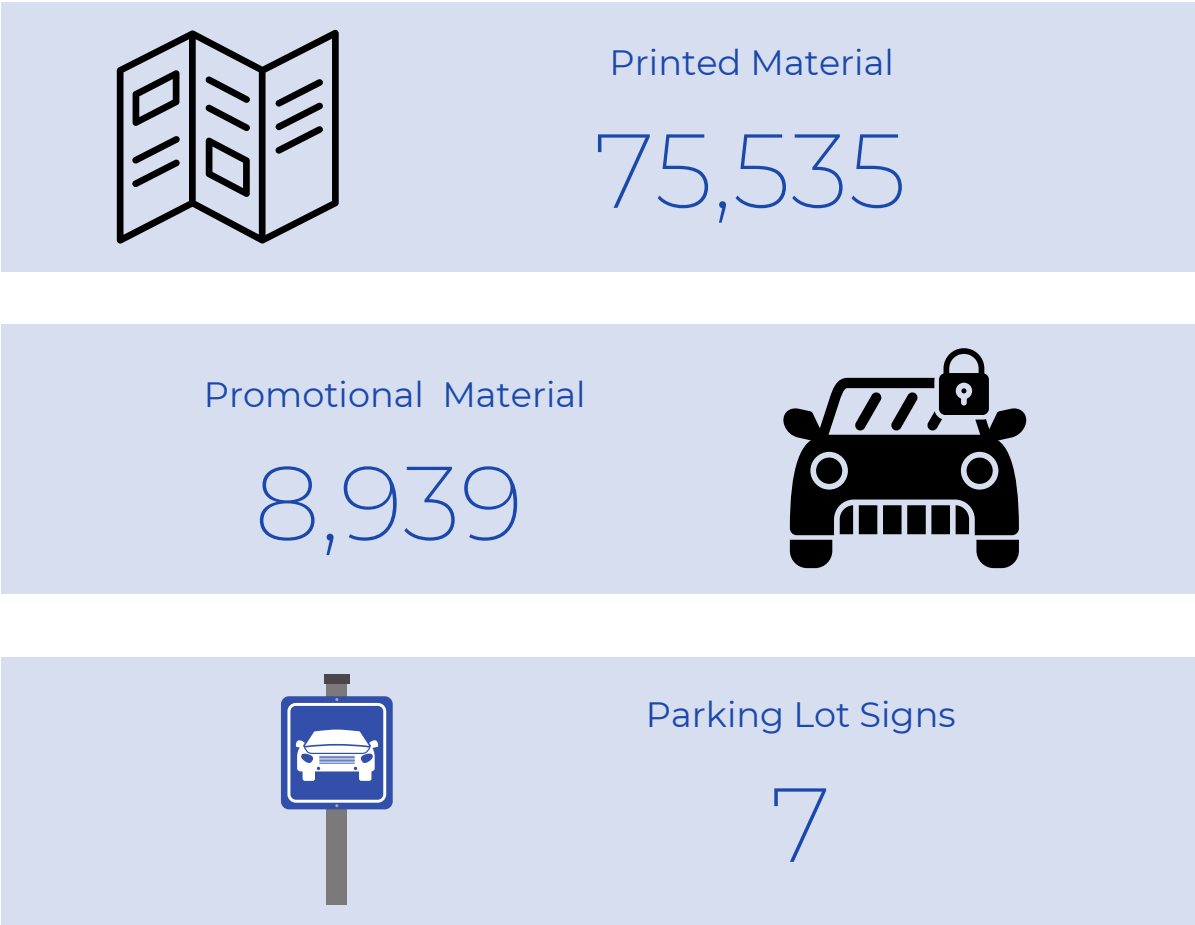 Printed Material
75,535
Promotional  Material
8,939
Parking Lot Signs
7